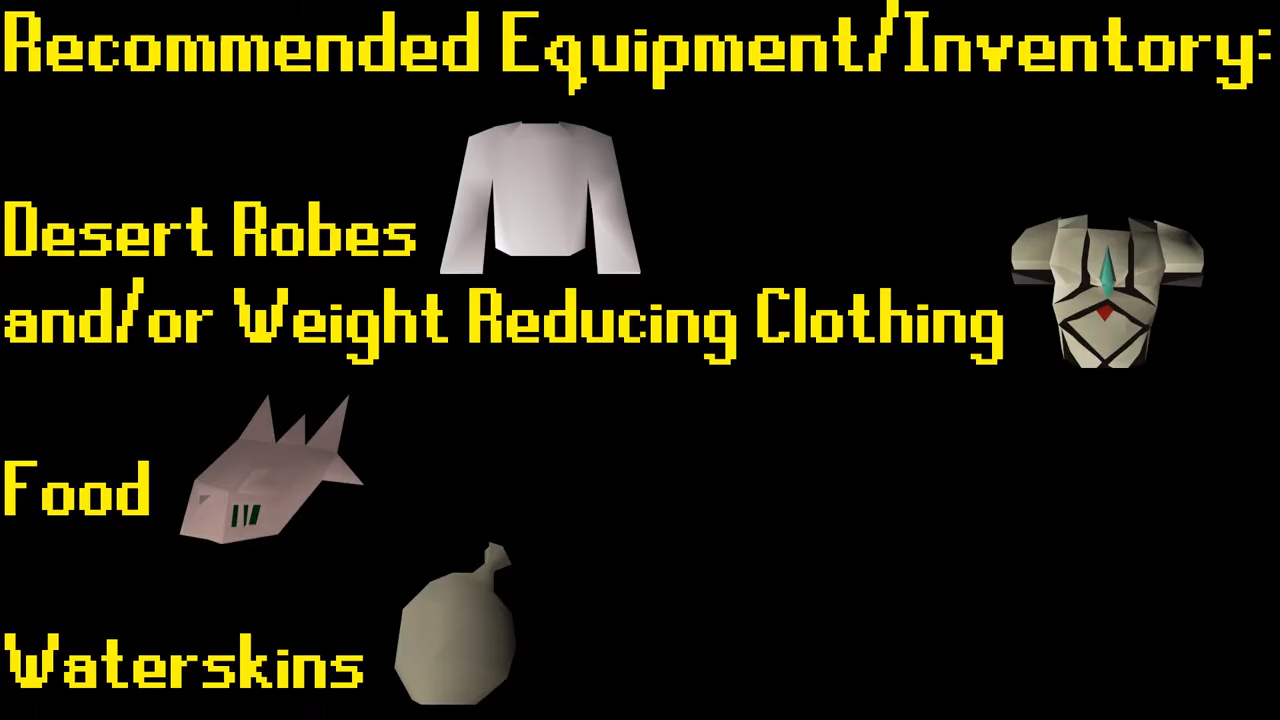 Recommended Equipment/Inventory:
Desert Robes
and/or Weight Reducing Clothing
Food
Waterskins